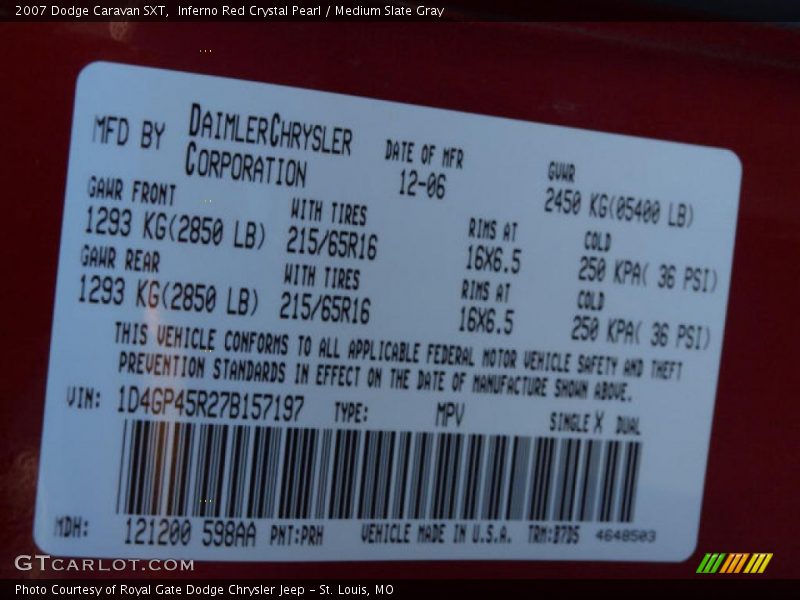 2007 Dodge Caravan SXT,  Inferno Red Crystal Pearl / Medium Slate Gray
MFD BY DAIMLERCHRYSLER CORPORATION
DATE OF MFR 12-06
GVWR 2450 KG(05400 LB)
GAWR FRONT WITH TIRES RIMS AT COLD
1293 KG(2850 LB) 215/65R16 16X6.5 250 KPA( 36 PSI)
GAWR REAR WITH TIRES RIMS AT COLD
1293 KG(2850 LB) 215/65R16 16X6.5 250 KPA( 36 PSI)
THIS VEHICLE CONFORMS TO ALL APPLICABLE FEDERAL MOTOR VEHICLE SAFETY AND THEFT
PREVENTION STANDARDS IN EFFECT ON THE DATE OF MANUFACTURE SHOWN ABOVE.
VIN: 1D4GP45R27B157197 TYPE: MPV SINGLE X DUAL
MDH: 121200 598AA PNT:PRH VEHICLE MADE IN U.S.A. TRM:B7D5 4648503
GTCARLOT.COM
Photo Courtesy of Royal Gate Dodge Chrysler Jeep - St. Louis, MO